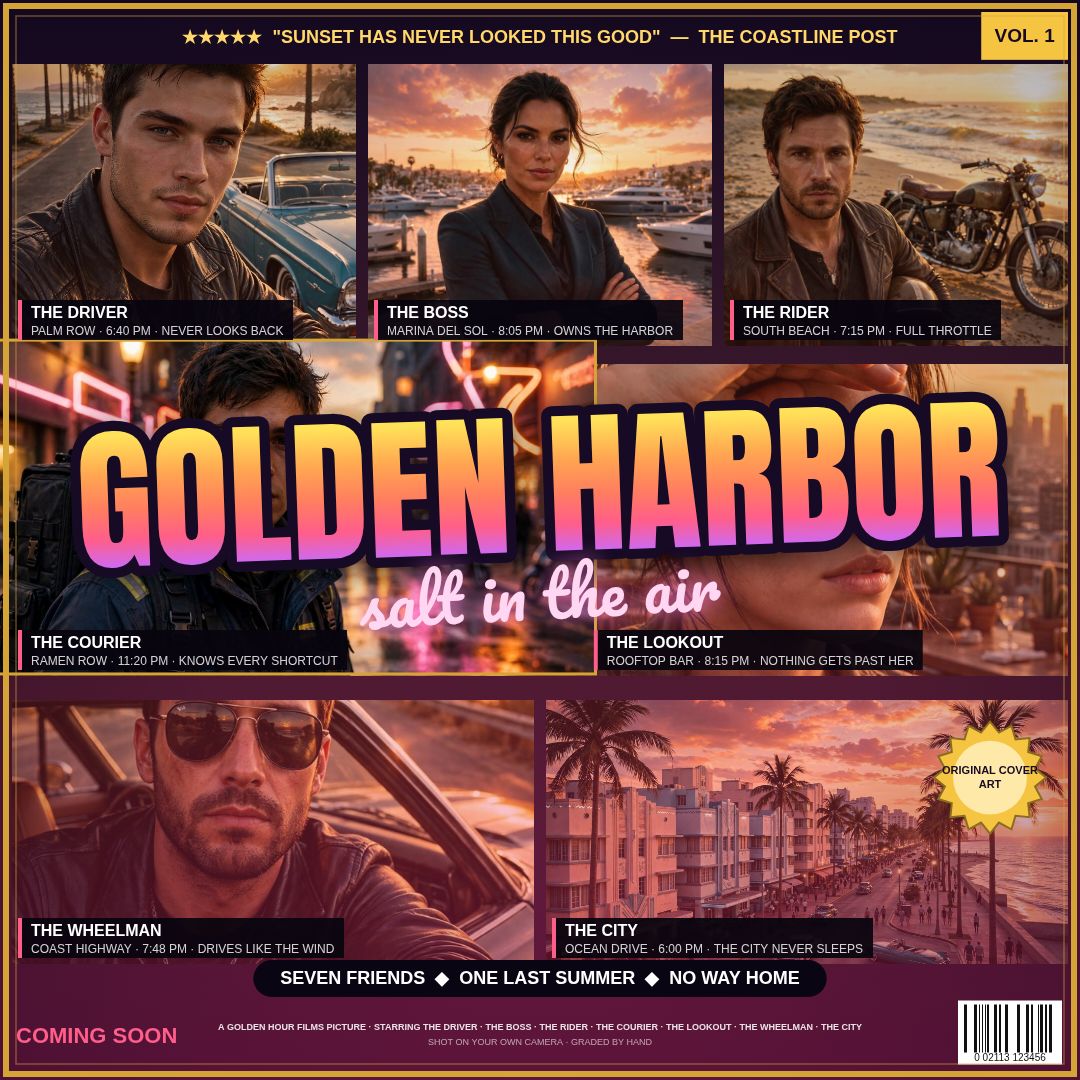 ★★★★★ "SUNSET HAS NEVER LOOKED THIS GOOD" — THE COASTLINE POST
VOL. 1
THE DRIVER
PALM ROW · 6:40 PM · NEVER LOOKS BACK
THE BOSS
MARINA DEL SOL · 8:05 PM · OWNS THE HARBOR
THE RIDER
SOUTH BEACH · 7:15 PM · FULL THROTTLE
GOLDEN HARBOR
salt in the air
THE COURIER
RAMEN ROW · 11:20 PM · KNOWS EVERY SHORTCUT
THE LOOKOUT
ROOFTOP BAR · 8:15 PM · NOTHING GETS PAST HER
ORIGINAL COVER
ART
THE WHEELMAN
COAST HIGHWAY · 7:48 PM · DRIVES LIKE THE WIND
THE CITY
OCEAN DRIVE · 6:00 PM · THE CITY NEVER SLEEPS
SEVEN FRIENDS ◆ ONE LAST SUMMER ◆ NO WAY HOME
COMING SOON
A GOLDEN HOUR FILMS PICTURE · STARRING THE DRIVER · THE BOSS · THE RIDER · THE COURIER · THE LOOKOUT · THE WHEELMAN · THE CITY
SHOT ON YOUR OWN CAMERA · GRADED BY HAND
0 02113 123456